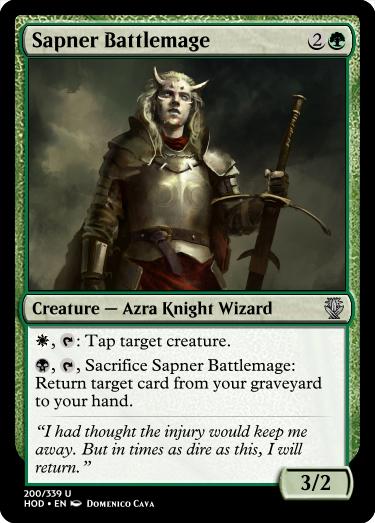 Sapner Battlemage 2
Creature — Azra Knight Wizard
, : Tap target creature.
, , Sacrifice Sapner Battlemage:
Return target card from your graveyard
to your hand.
“I had thought the injury would keep me
away. But in times as dire as this, I will
return.”
3/2
200/339 U
HOD • EN Domenico Cava